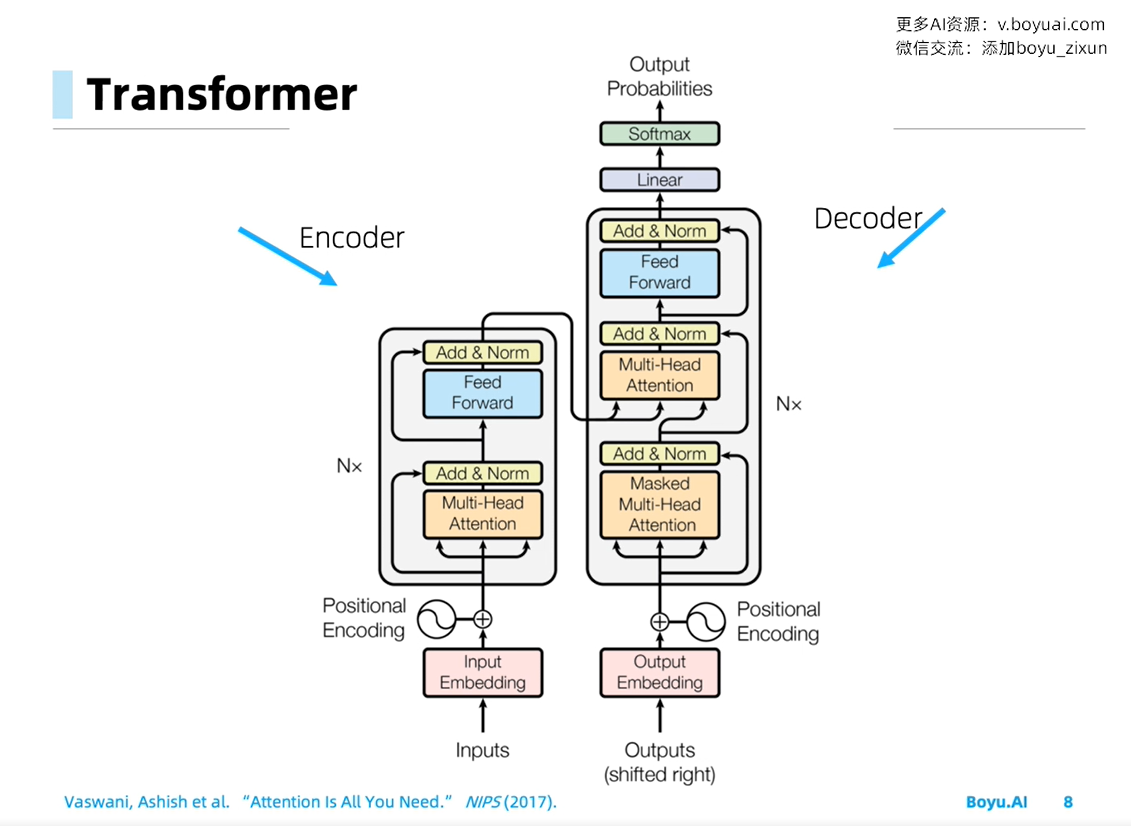 更多AI资源：v.boyuai.com
微信交流：添加boyu_zixun
Transformer
Output
Probabilities
Softmax
Linear
Encoder
Decoder
Add & Norm
Feed
Forward
Add & Norm
Multi-Head
Attention
Nx
Add & Norm
Masked
Multi-Head
Attention
Add & Norm
Feed
Forward
Nx
Add & Norm
Multi-Head
Attention
Positional
Encoding
Positional
Encoding
Input
Embedding
Output
Embedding
Inputs
Outputs
(shifted right)
Vaswani, Ashish et al. “Attention Is All You Need.” NIPS (2017).
Boyu.AI 8